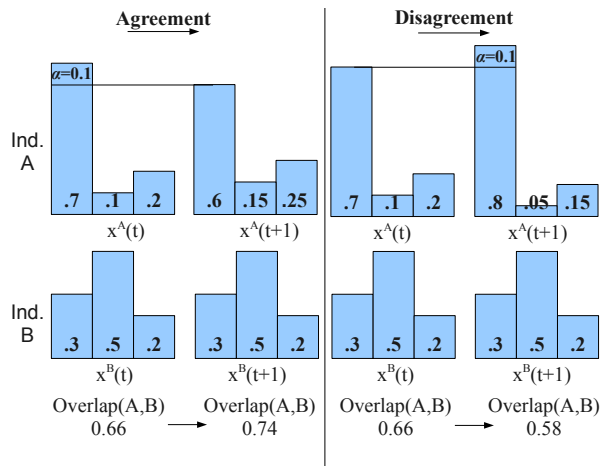 Agreement
Disagreement
α=0.1
α=0.1
Ind.
A
.7 .1 .2
.6 .15 .25
.7 .1 .2
.8 .05 .15
x^A(t)
x^A(t+1)
x^A(t)
x^A(t+1)
Ind.
B
.3 .5 .2
.3 .5 .2
.3 .5 .2
.3 .5 .2
x^B(t)
x^B(t+1)
x^B(t)
x^B(t+1)
Overlap(A,B)
0.66
Overlap(A,B)
0.74
Overlap(A,B)
0.66
Overlap(A,B)
0.58